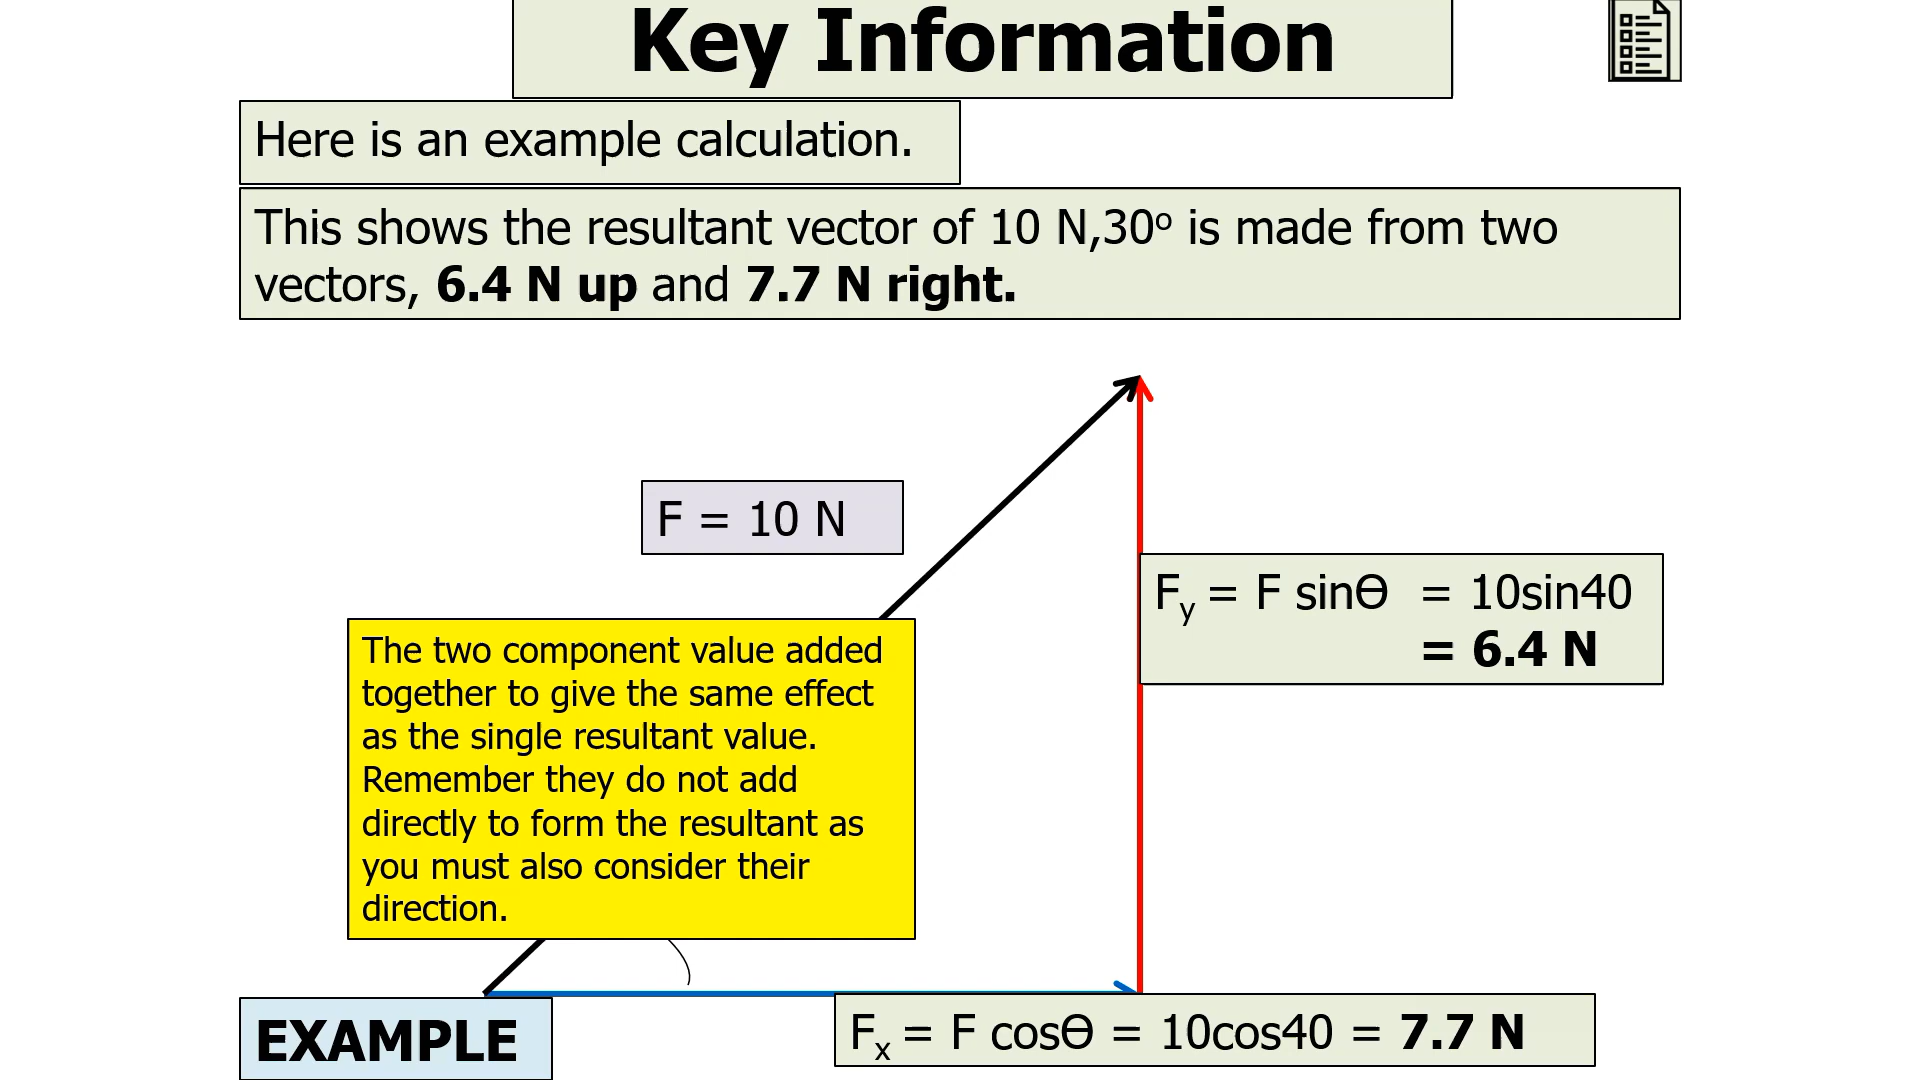 Key Information
Here is an example calculation.
This shows the resultant vector of 10 N,30º is made from two
vectors, 6.4 N up and 7.7 N right.
F = 10 N
Fy = F sinƟ = 10sin40
= 6.4 N
The two component value added
together to give the same effect
as the single resultant value.
Remember they do not add
directly to form the resultant as
you must also consider their
direction.
EXAMPLE
Fx = F cosƟ = 10cos40 = 7.7 N